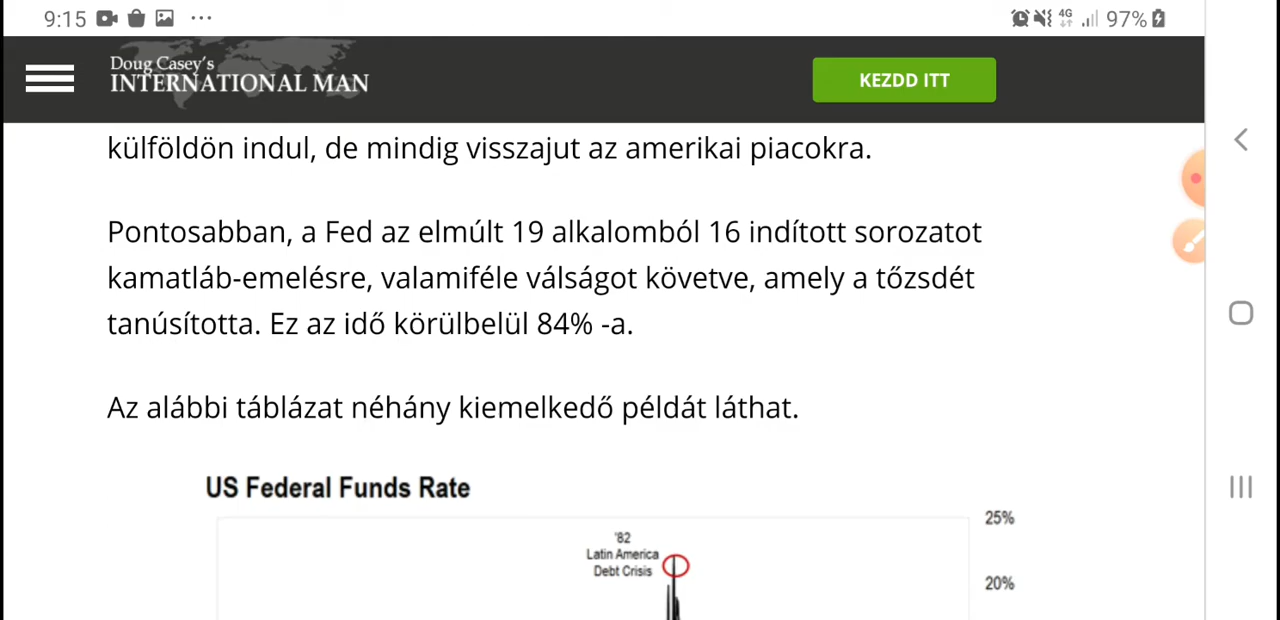 9:15
4G
97%
Doug Casey's
INTERNATIONAL MAN
KEZDD ITT
külföldön indul, de mindig visszajut az amerikai piacokra.
Pontosabban, a Fed az elmúlt 19 alkalomból 16 indított sorozatot
kamatláb-emelésre, valamiféle válságot követve, amely a tőzsdét
tanúsította. Ez az idő körülbelül 84% -a.
Az alábbi táblázat néhány kiemelkedő példát láthat.
US Federal Funds Rate
25%
'82
Latin America
Debt Crisis
20%